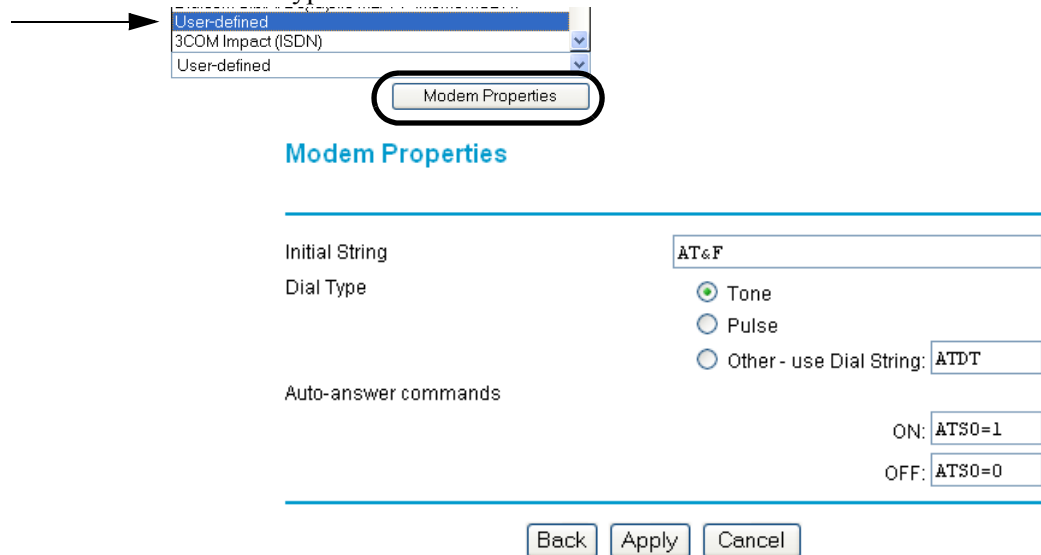 User-defined
3COM Impact (ISDN)
User-defined
Modem Properties
Modem Properties
Initial String AT&F
Dial Type Tone
Pulse
Other - use Dial String: ATDT
Auto-answer commands
ON: ATS0=1
OFF: ATS0=0
Back Apply Cancel